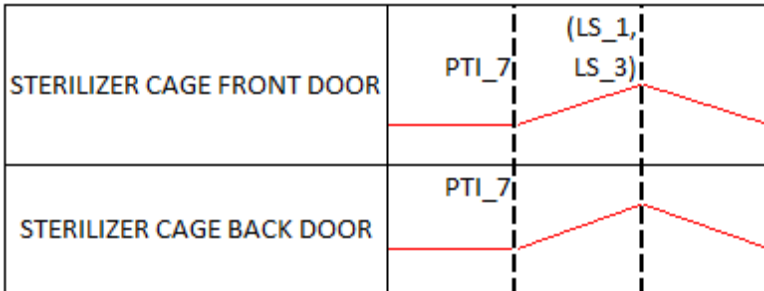 (LS_1,
PTI_7 LS_3)
STERILIZER CAGE FRONT DOOR
PTI_7
STERILIZER CAGE BACK DOOR